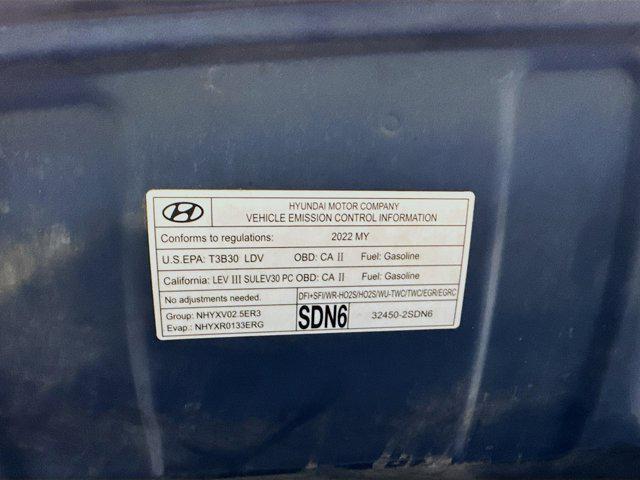 HYUNDAI MOTOR COMPANY
VEHICLE EMISSION CONTROL INFORMATION
Conforms to regulations: 2022 MY
U.S.EPA: T3B30 LDV OBD: CA II Fuel: Gasoline
California: LEV III SULEV30 PC OBD: CA II Fuel: Gasoline
No adjustments needed. DFI+SFI/WR-HO2S/HO2S/WU-TWC/TWC/EGR/EGRC
Group: NHYXV02.5ER3
Evap.: NHYXR0133ERG
SDN6
32450-2SDN6